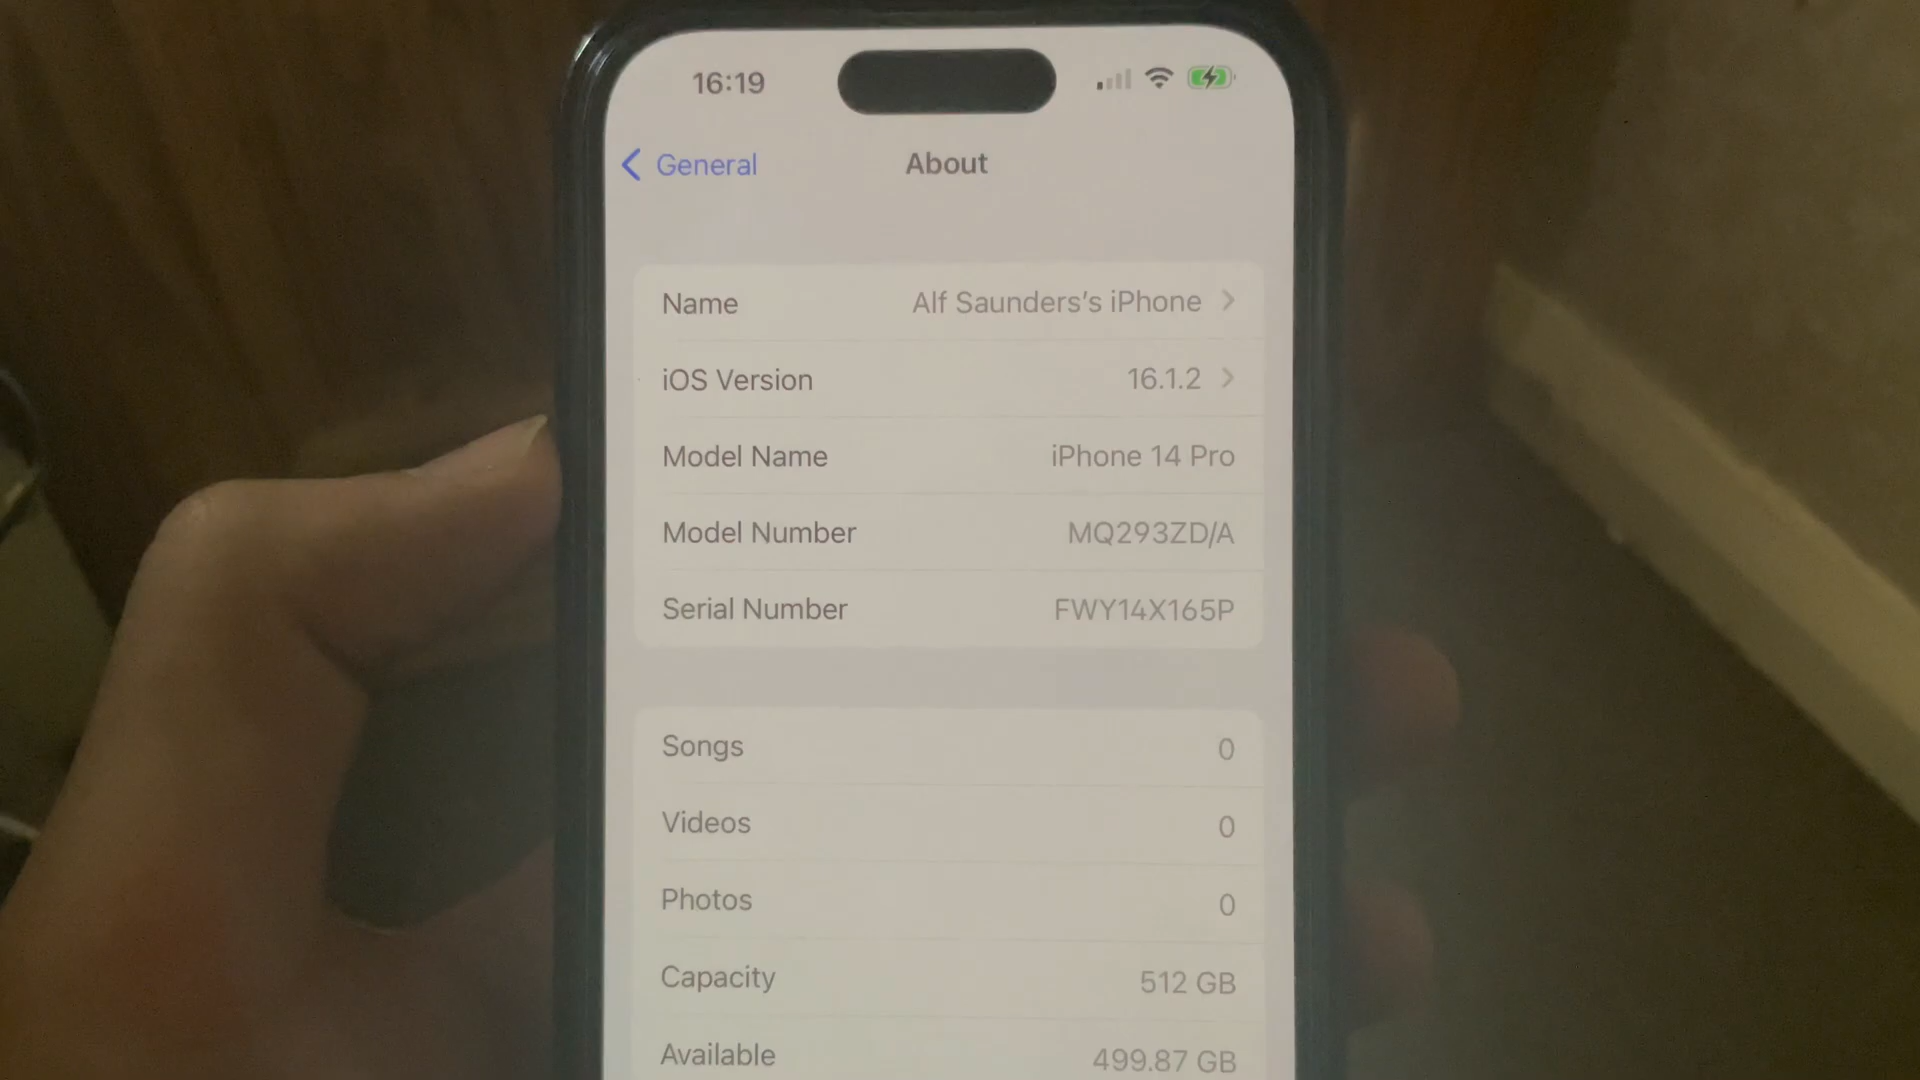 16:19
General
About
Name Alf Saunders’s iPhone
iOS Version 16.1.2
Model Name iPhone 14 Pro
Model Number MQ293ZD/A
Serial Number FWY14X165P
Songs 0
Videos 0
Photos 0
Capacity 512 GB
Available 499.87 GB